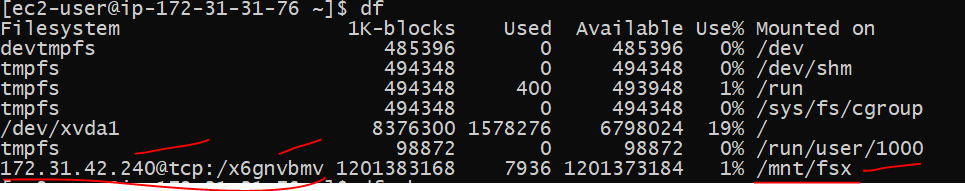 [ec2-user@ip-172-31-31-76 ~]$ df
Filesystem 1K-blocks Used Available Use% Mounted on
devtmpfs 485396 0 485396 0% /dev
tmpfs 494348 0 494348 0% /dev/shm
tmpfs 494348 400 493948 1% /run
tmpfs 494348 0 494348 0% /sys/fs/cgroup
/dev/xvda1 8376300 1578276 6798024 19% /
tmpfs 98872 0 98872 0% /run/user/1000
172.31.42.240@tcp:/x6gnvbmv 1201383168 7936 1201373184 1% /mnt/fsx